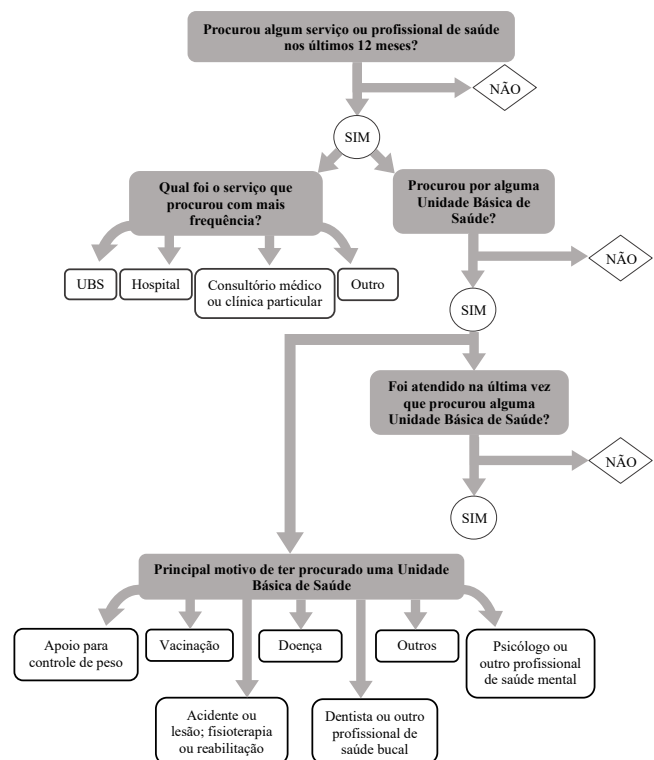 Procurou algum serviço ou profissional de saúde
nos últimos 12 meses?
NÃO
SIM
Qual foi o serviço que
procurou com mais
frequência?
Procurou por alguma
Unidade Básica de
Saúde?
NÃO
UBS
Hospital
Consultório médico
ou clínica particular
Outro
SIM
Foi atendido na última vez
que procurou alguma
Unidade Básica de Saúde?
NÃO
SIM
Principal motivo de ter procurado uma Unidade
Básica de Saúde
Apoio para
controle de peso
Vacinação
Doença
Outros
Psicólogo ou
outro profissional
de saúde mental
Acidente ou
lesão; fisioterapia
ou reabilitação
Dentista ou outro
profissional de
saúde bucal